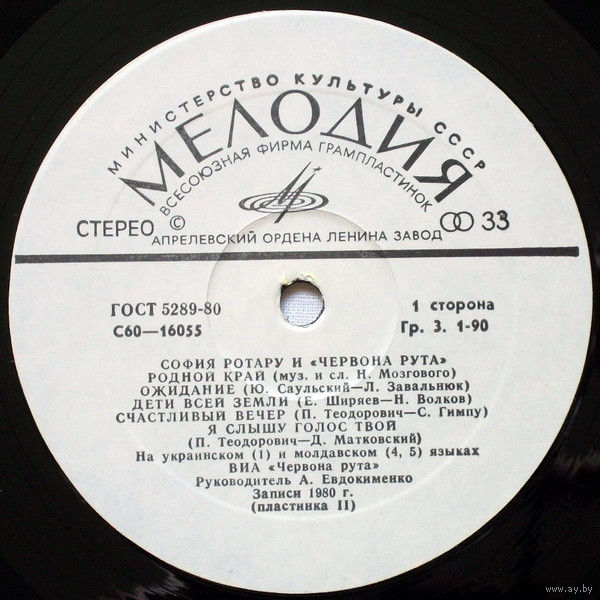 МИНИСТЕРСТВО КУЛЬТУРЫ СССР
МЕЛОДИЯ
ВСЕСОЮЗНАЯ ФИРМА ГРАМПЛАСТИНОК
СТЕРЕО © 33
АПРЕЛЕВСКИЙ ОРДЕНА ЛЕНИНА ЗАВОД
ГОСТ 5289-80 1 сторона
С60—16055 Гр. 3. 1-90
СОФИЯ РОТАРУ И «ЧЕРВОНА РУТА»
РОДНОЙ КРАЙ (муз. и сл. Н. Мозгового)
ОЖИДАНИЕ (Ю. Саульский—Л. Завальнюк)
ДЕТИ ВСЕЙ ЗЕМЛИ (Е. Ширяев—Н. Волков)
СЧАСТЛИВЫЙ ВЕЧЕР (П. Теодорович—С. Гимпу)
Я СЛЫШУ ГОЛОС ТВОЙ
(П. Теодорович—Д. Матковский)
На украинском (1) и молдавском (4, 5) языках
ВИА «Червона рута»
Руководитель А. Евдокименко
Записи 1980 г.
(пластинка II)
www.ay.by